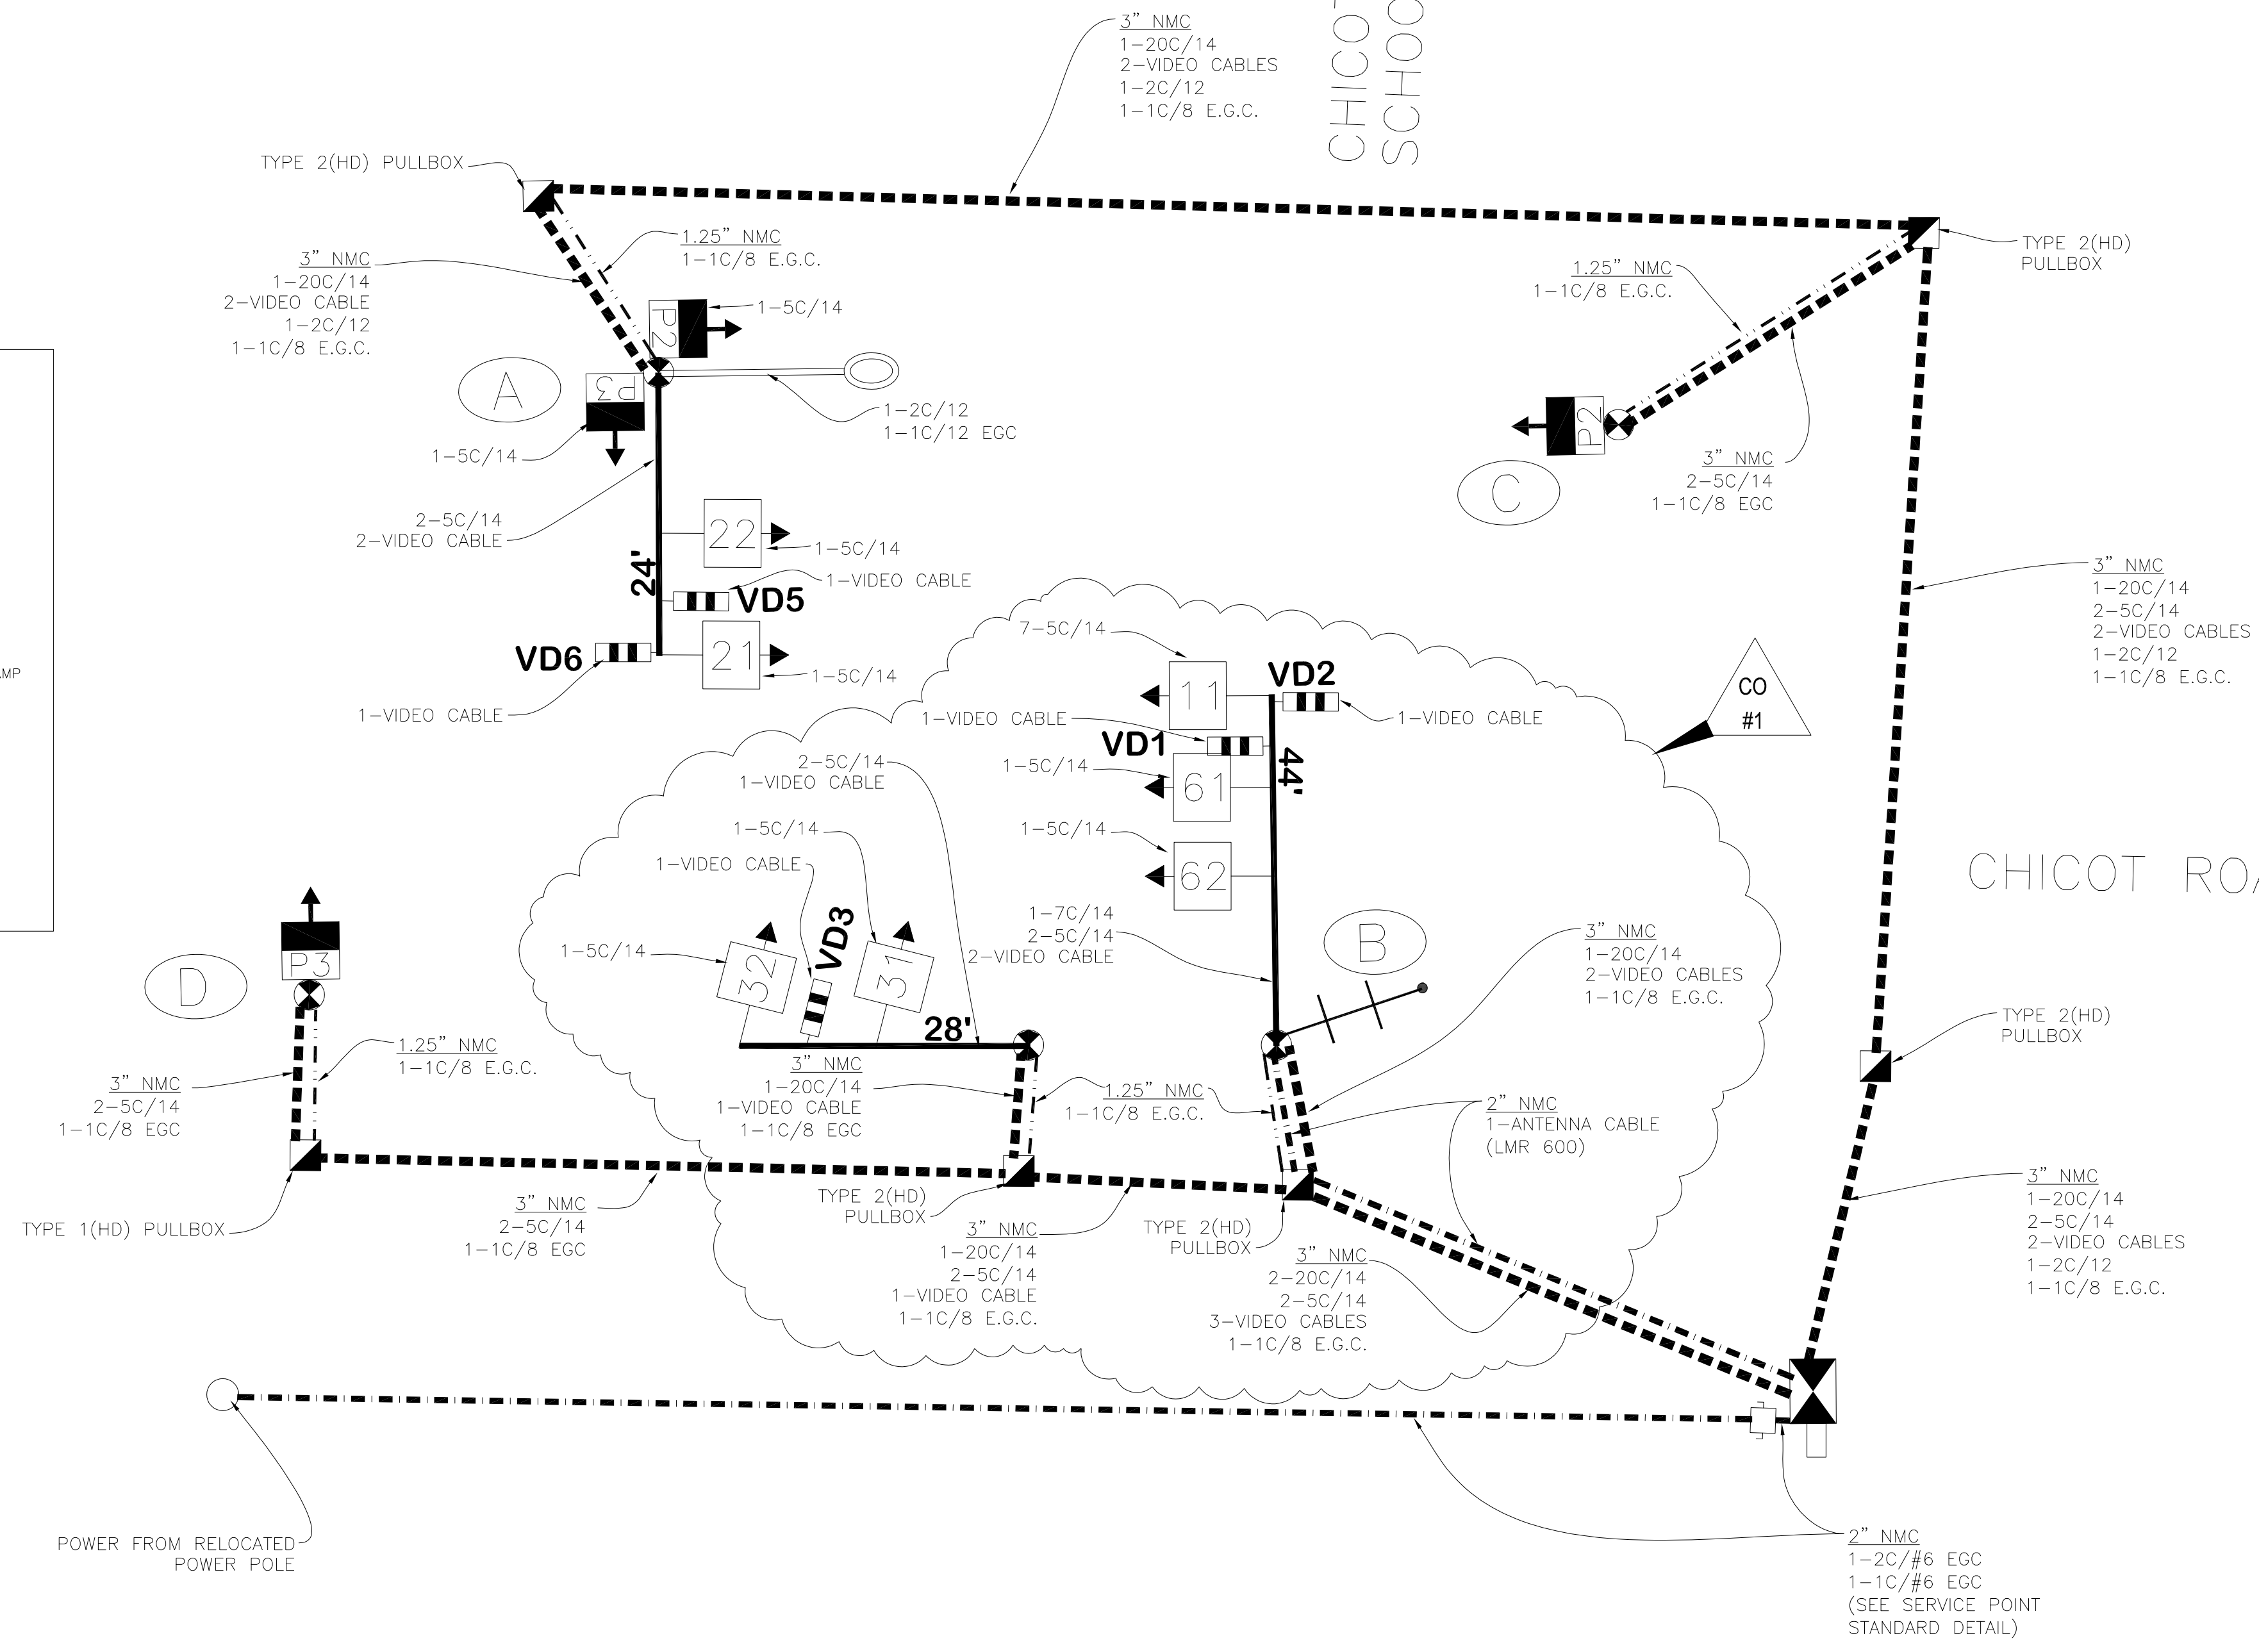 3” NMC
1-20C/14
2-VIDEO CABLES
1-2C/12
1-1C/8 E.G.C.
TYPE 2(HD) PULLBOX
1.25” NMC
1-1C/8 E.G.C.
3” NMC
1-20C/14
2-VIDEO CABLE
1-2C/12
1-1C/8 E.G.C.
P2
1-5C/14
A
P3
1-5C/14
1-2C/12
1-1C/12 EGC
2-5C/14
2-VIDEO CABLE
24'
22
1-5C/14
1-VIDEO CABLE
VD5
VD6
21
1-5C/14
1-VIDEO CABLE
TYPE 2(HD)
PULLBOX
1.25” NMC
1-1C/8 E.G.C.
P2
C
3” NMC
2-5C/14
1-1C/8 EGC
3” NMC
1-20C/14
2-5C/14
2-VIDEO CABLES
1-2C/12
1-1C/8 E.G.C.
7-5C/14
11
VD2
1-VIDEO CABLE
1-VIDEO CABLE
VD1
44'
1-5C/14
61
1-5C/14
62
1-7C/14
2-5C/14
2-VIDEO CABLE
B
CO
#1
CHICOT
2-5C/14
1-VIDEO CABLE
1-5C/14
1-VIDEO CABLE
1-5C/14
32
VD3
31
28'
3” NMC
1-20C/14
2-VIDEO CABLES
1-1C/8 E.G.C.
D
P3
1.25” NMC
1-1C/8 E.G.C.
3” NMC
2-5C/14
1-1C/8 EGC
3” NMC
1-20C/14
1-VIDEO CABLE
1-1C/8 EGC
1.25” NMC
1-1C/8 E.G.C.
2” NMC
1-ANTENNA CABLE
(LMR 600)
TYPE 2(HD)
PULLBOX
TYPE 1(HD) PULLBOX
3” NMC
2-5C/14
1-1C/8 EGC
TYPE 2(HD)
PULLBOX
3” NMC
1-20C/14
2-5C/14
1-VIDEO CABLE
1-1C/8 E.G.C.
TYPE 2(HD)
PULLBOX
3” NMC
2-20C/14
2-5C/14
3-VIDEO CABLES
1-1C/8 E.G.C.
3” NMC
1-20C/14
2-5C/14
2-VIDEO CABLES
1-2C/12
1-1C/8 E.G.C.
POWER FROM RELOCATED
POWER POLE
2” NMC
1-2C/#6 EGC
1-1C/#6 EGC
(SEE SERVICE POINT
STANDARD DETAIL)